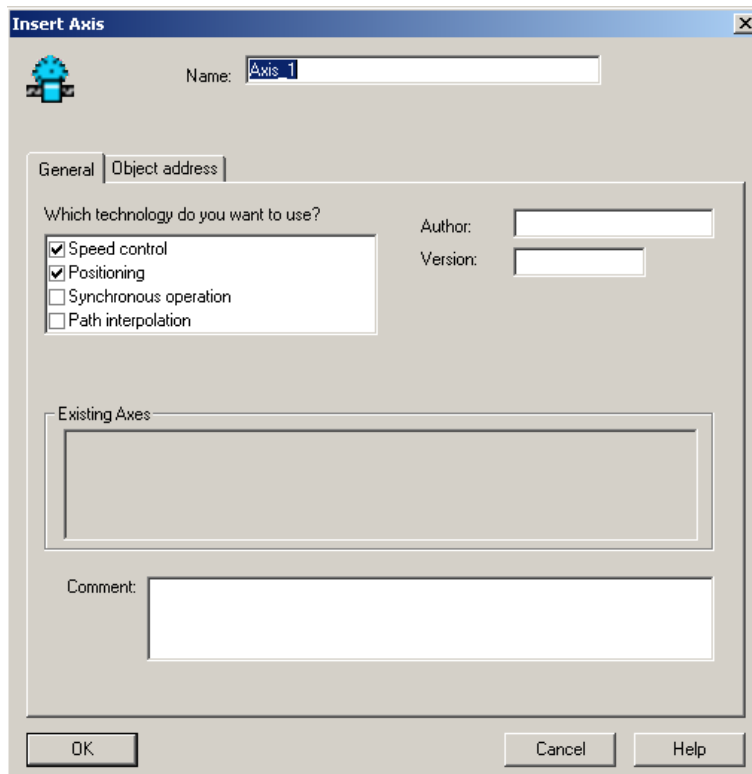 Insert Axis
Name: Axis_1
General Object address
Which technology do you want to use?
Author:
Speed control
Version:
Positioning
Synchronous operation
Path interpolation
Existing Axes
Comment:
OK Cancel Help